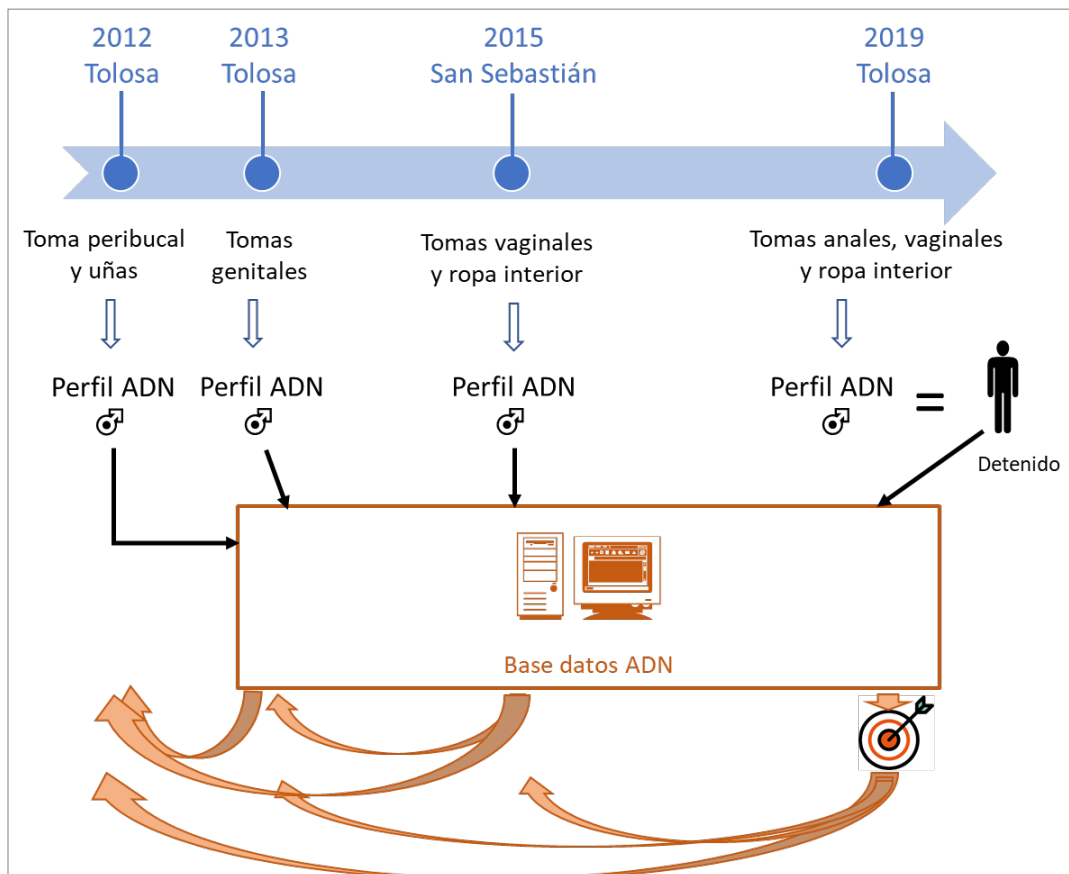 2012
Tolosa
2013
Tolosa
2015
San Sebastián
2019
Tolosa
Toma peribucal
y uñas
Tomas
genitales
Tomas vaginales
y ropa interior
Tomas anales, vaginales
y ropa interior
Perfil ADN
Perfil ADN
Perfil ADN
Perfil ADN
=
Detenido
Base datos ADN